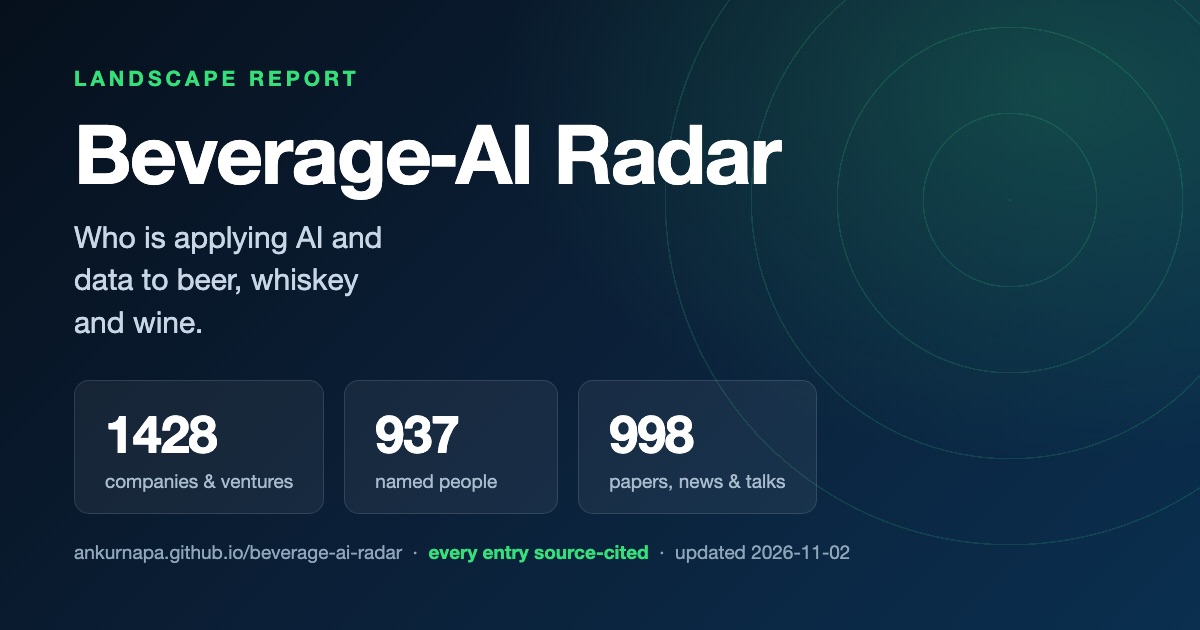 LANDSCAPE REPORT
Beverage-AI Radar
Who is applying AI and
data to beer, whiskey
and wine.
1428
companies & ventures
937
named people
998
papers, news & talks
ankurnapa.github.io/beverage-ai-radar · every entry source-cited · updated 2026-11-02